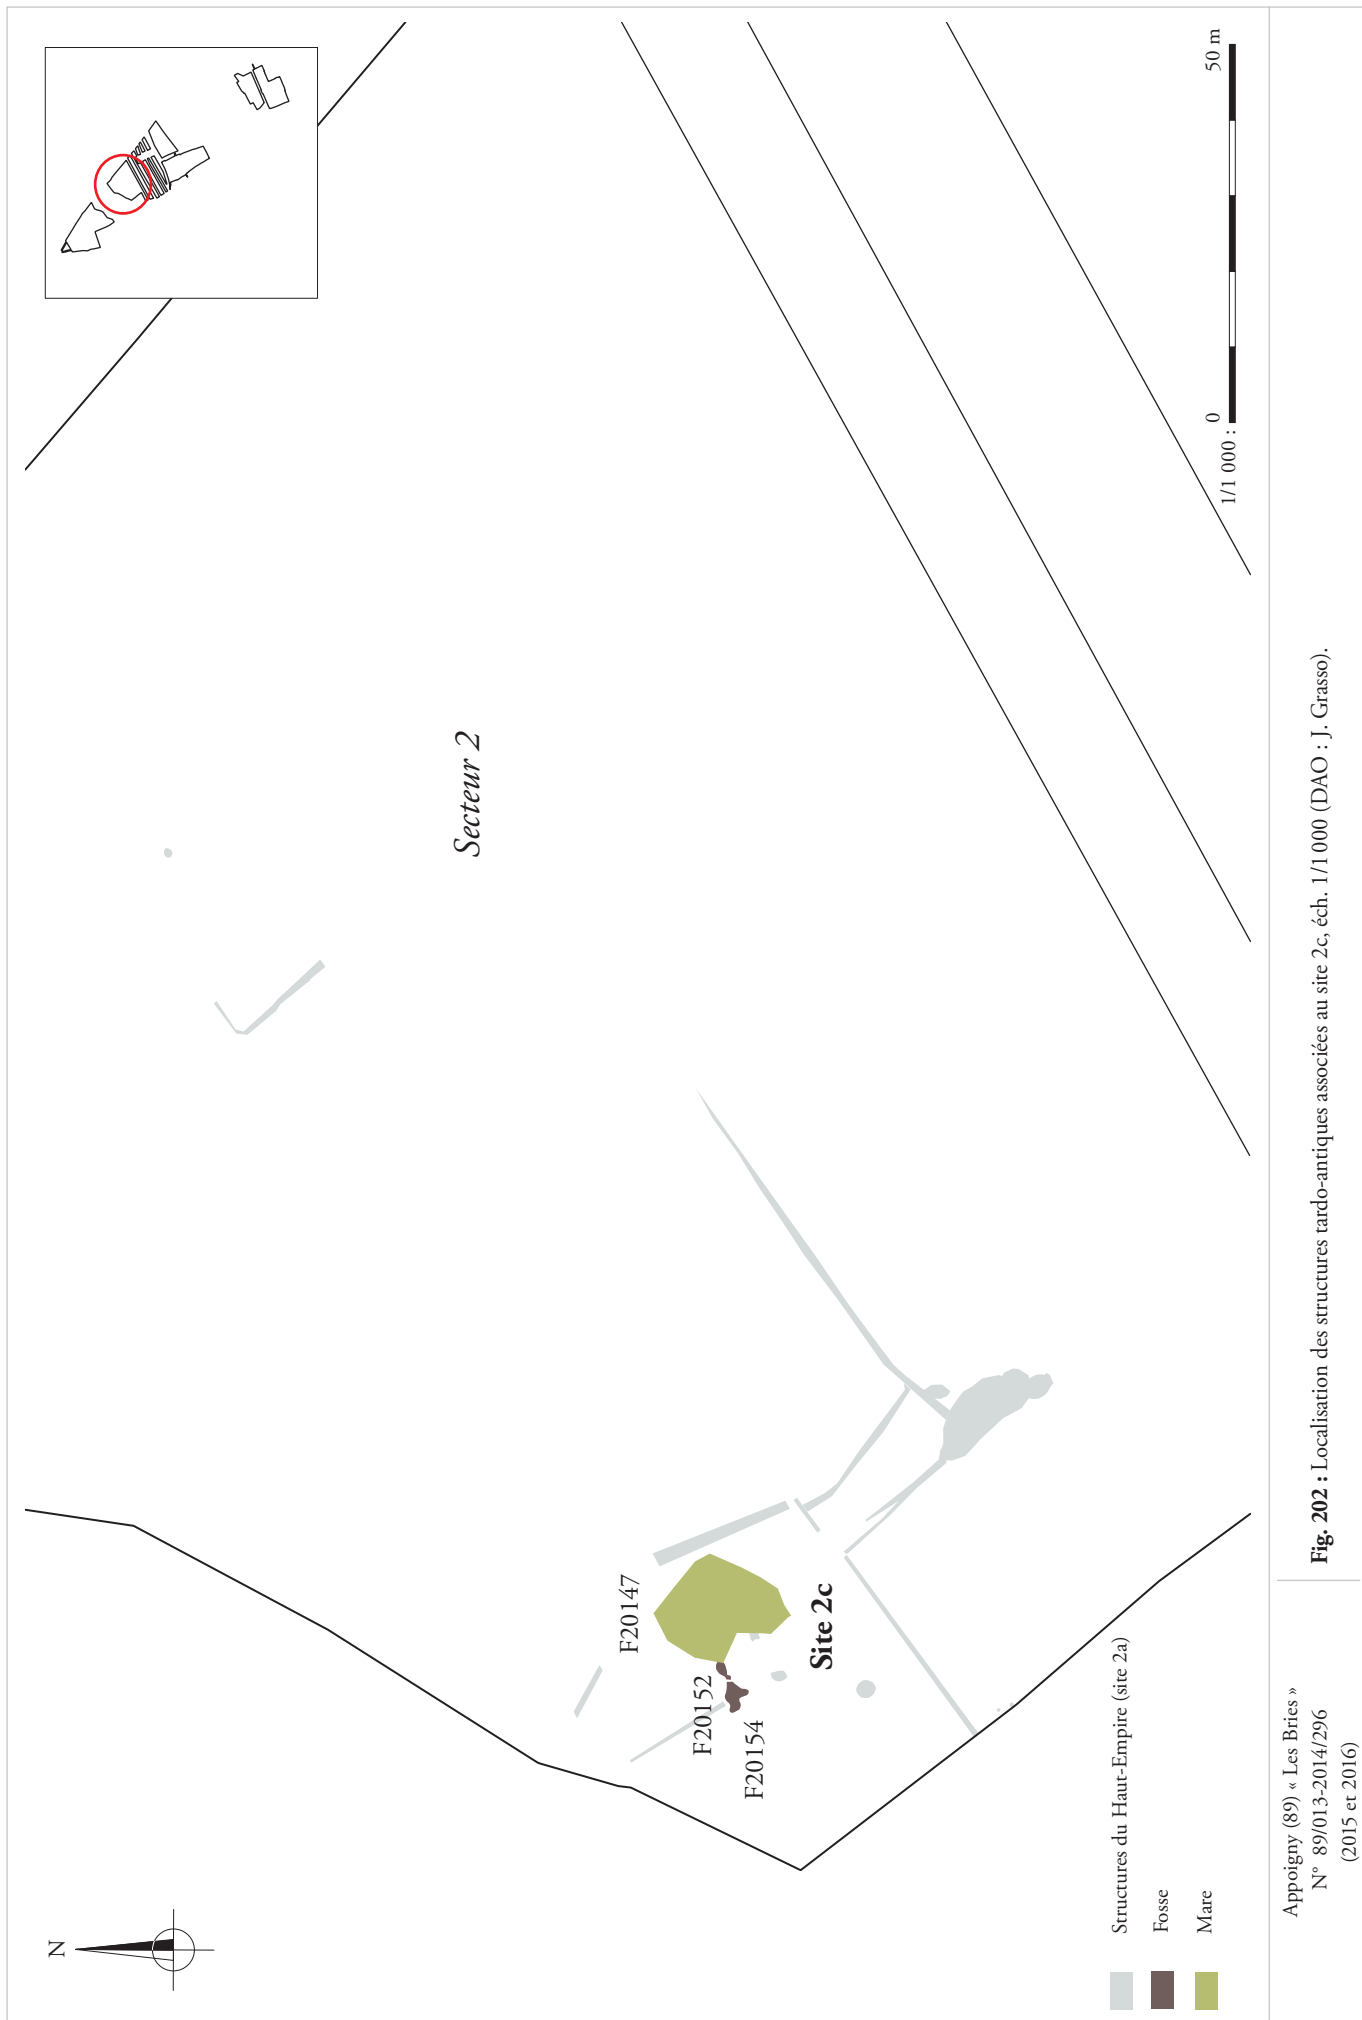 N
Secteur 2
F20147
F20152
F20154
Site 2c
Structures du Haut-Empire (site 2a)
Fosse
Mare
0 50 m
1/1 000 :
Appoigny (89) « Les Bries »
N° 89/013-2014/296
(2015 et 2016)
Fig. 202 : Localisation des structures tardo-antiques associées au site 2c, éch. 1/1 000 (DAO : J. Grasso).